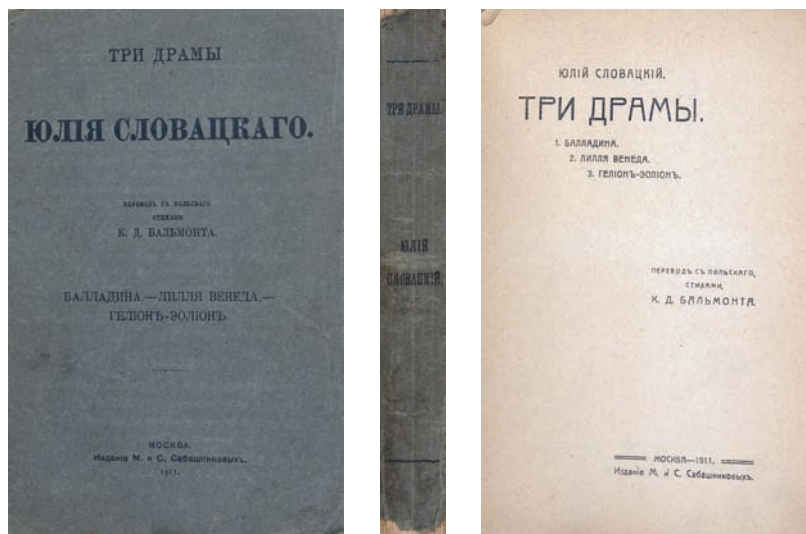 ТРИ ДРАМЫ
ЮЛІЯ СЛОВАЦКАГО.
ПЕРЕВОДЪ СЪ ПОЛЬСКАГО
СТИХАМИ
К. Д. БАЛЬМОНТА.
БАЛЛАДИНА.—ЛИЛЛЯ ВЕНЕДА.—
ГЕЛІОНЪ-ЭОЛІОНЪ.
МОСКВА.
Изданіе М. и С. Сабашниковыхъ.
1911.
ТРИ ДРАМЫ.
ЮЛІЙ
СЛОВАЦКІЙ.
ЮЛІЙ СЛОВАЦКІЙ.
ТРИ ДРАМЫ.
1. БАЛЛАДИНА.
2. ЛИЛЛЯ ВЕНЕДА.
3. ГЕЛІОНЪ-ЭОЛІОНЪ.
ПЕРЕВОДЪ СЪ ПОЛЬСКАГО,
СТИХАМИ,
К. Д. БАЛЬМОНТА.
МОСКВА—1911.
Изданіе М. и С. Сабашниковыхъ.